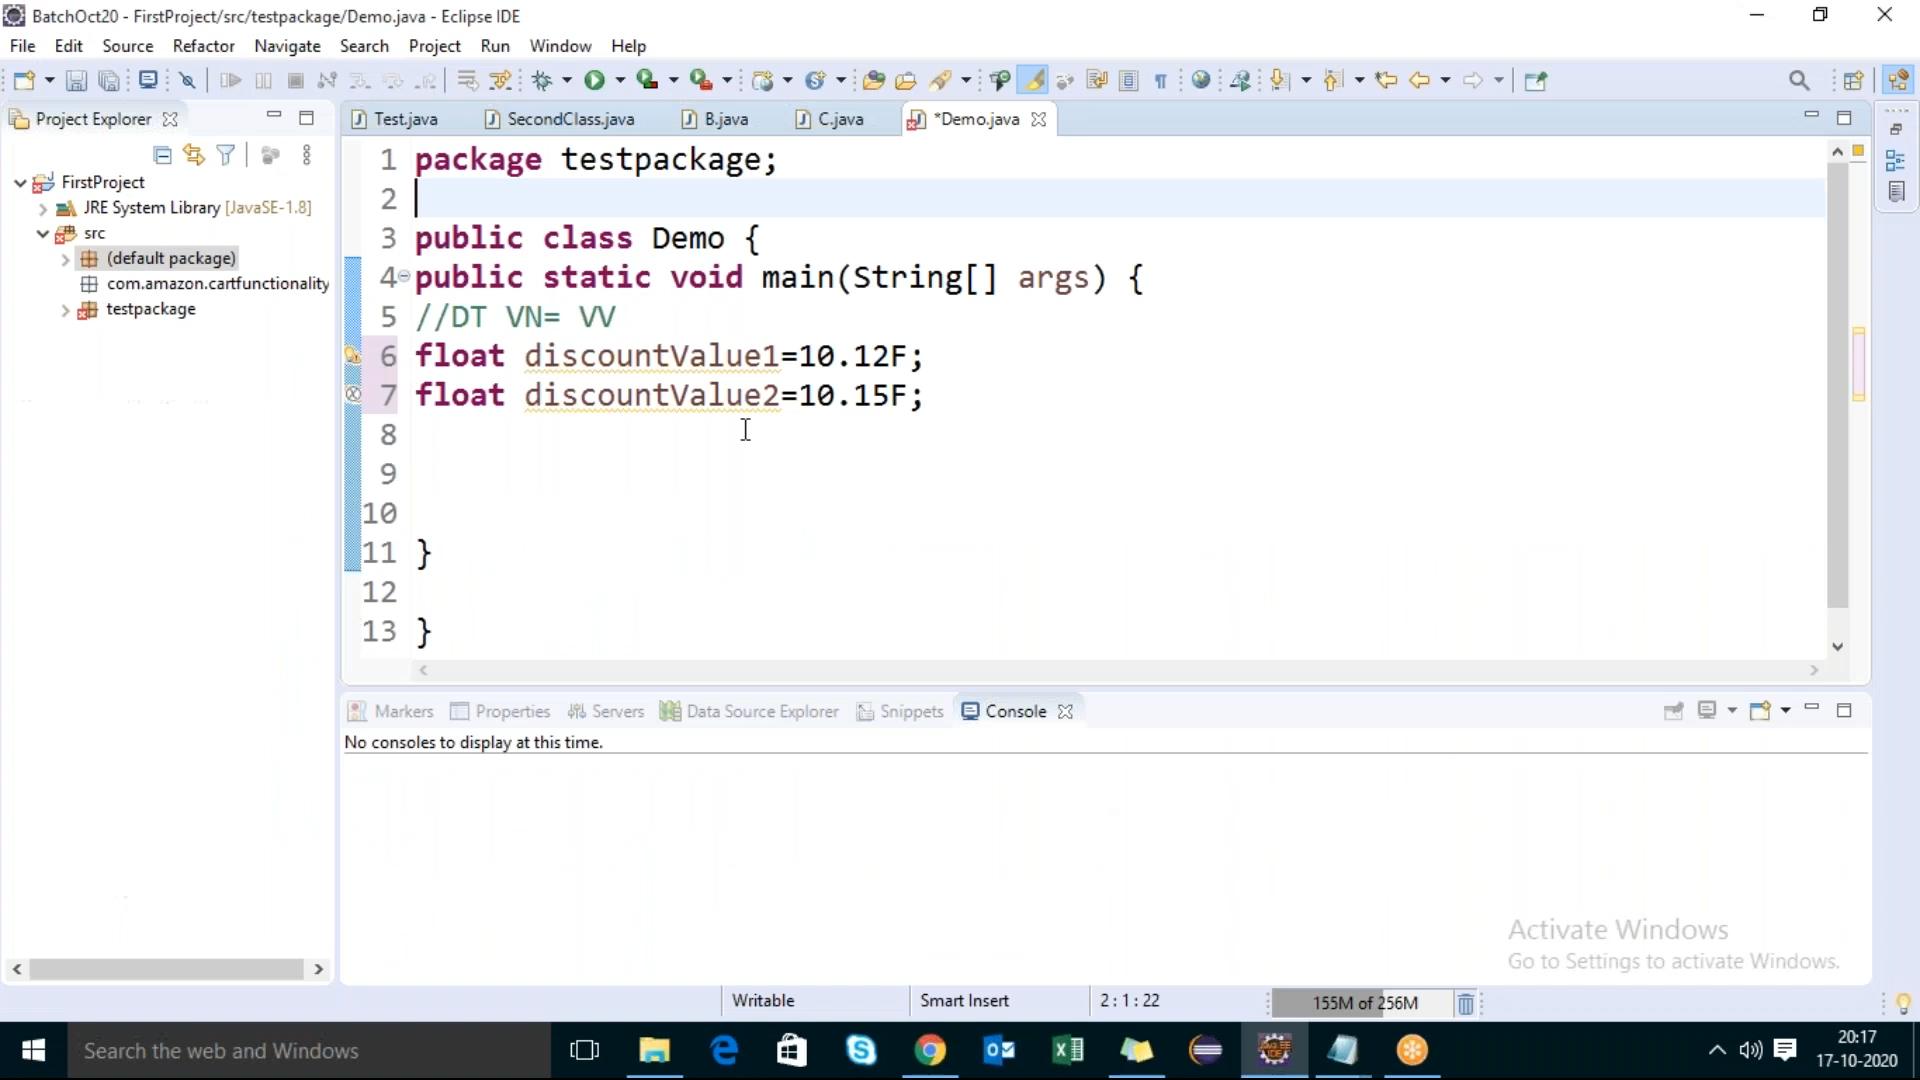 BatchOct20 - FirstProject/src/testpackage/Demo.java - Eclipse IDE
File Edit Source Refactor Navigate Search Project Run Window Help
Project Explorer
Test.java SecondClass.java B.java C.java *Demo.java
FirstProject
JRE System Library [JavaSE-1.8]
src
(default package)
com.amazon.cartfunctionality
testpackage
1 package testpackage;
2
3 public class Demo {
4 public static void main(String[] args) {
5 //DT VN= VV
6 float discountValue1=10.12F;
7 float discountValue2=10.15F;
8
9
10
11 }
12
13 }
Markers Properties Servers Data Source Explorer Snippets Console
No consoles to display at this time.
Activate Windows
Go to Settings to activate Windows.
Writable Smart Insert 2 : 1 : 22 155M of 256M
Search the web and Windows
20:17
17-10-2020